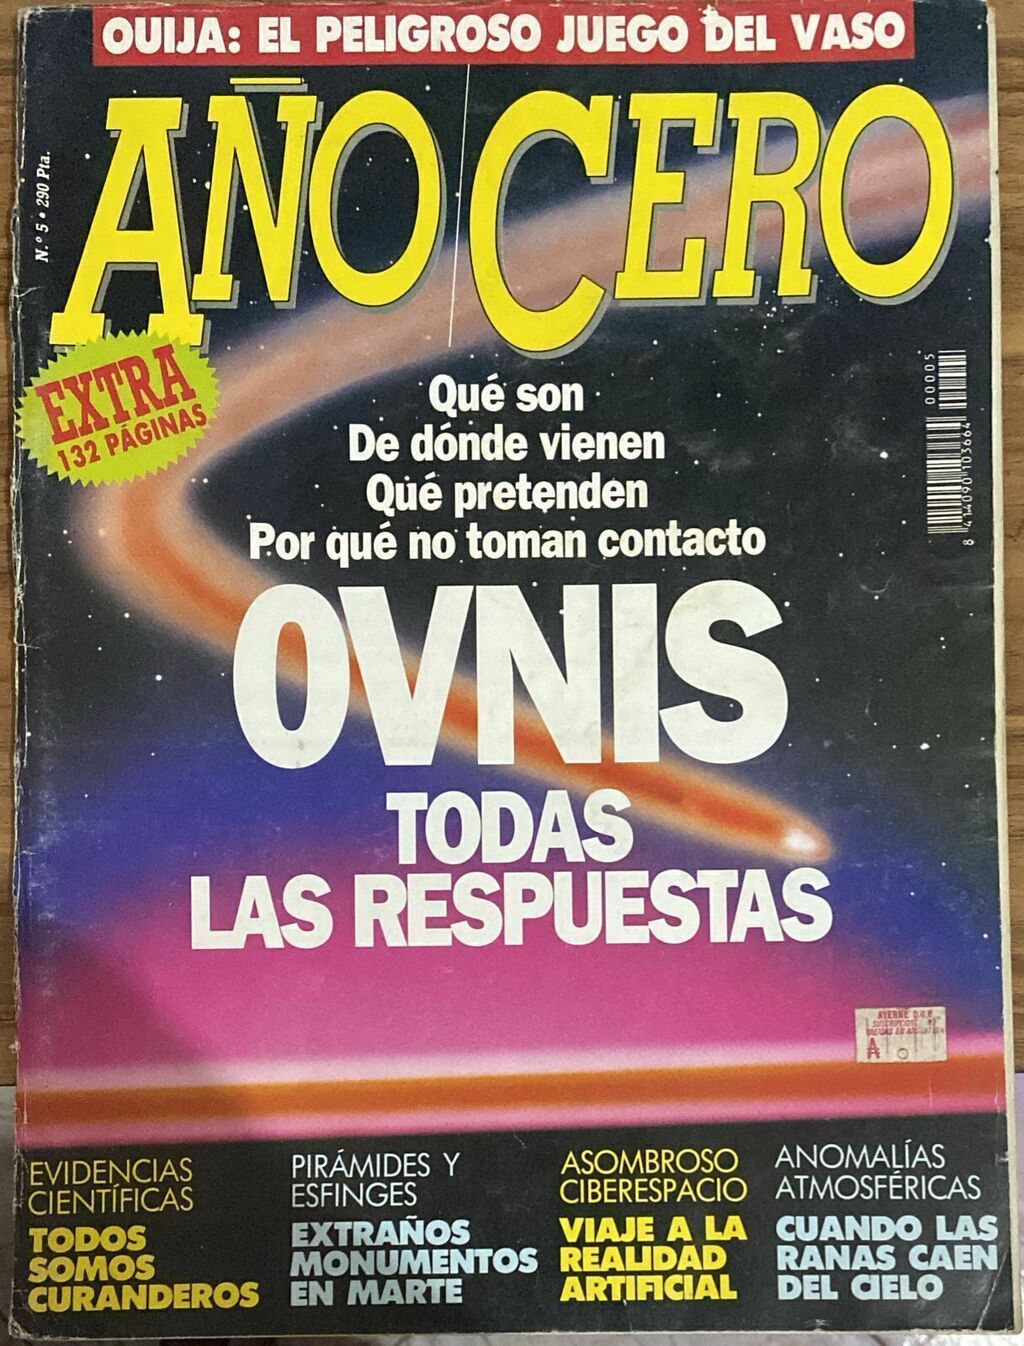 OUIJA: EL PELIGROSO JUEGO DEL VASO
AÑO CERO
N.º 5 • 290 Pta.
EXTRA
132 PÁGINAS
Qué son
De dónde vienen
Qué pretenden
Por qué no toman contacto
OVNIS
TODAS
LAS RESPUESTAS
00005
8 414090 103664
AYERBE D.G.P.
EVIDENCIAS
CIENTÍFICAS
TODOS
SOMOS
CURANDEROS
PIRÁMIDES Y
ESFINGES
EXTRAÑOS
MONUMENTOS
EN MARTE
ASOMBROSO
CIBERESPACIO
VIAJE A LA
REALIDAD
ARTIFICIAL
ANOMALÍAS
ATMOSFÉRICAS
CUANDO LAS
RANAS CAEN
DEL CIELO